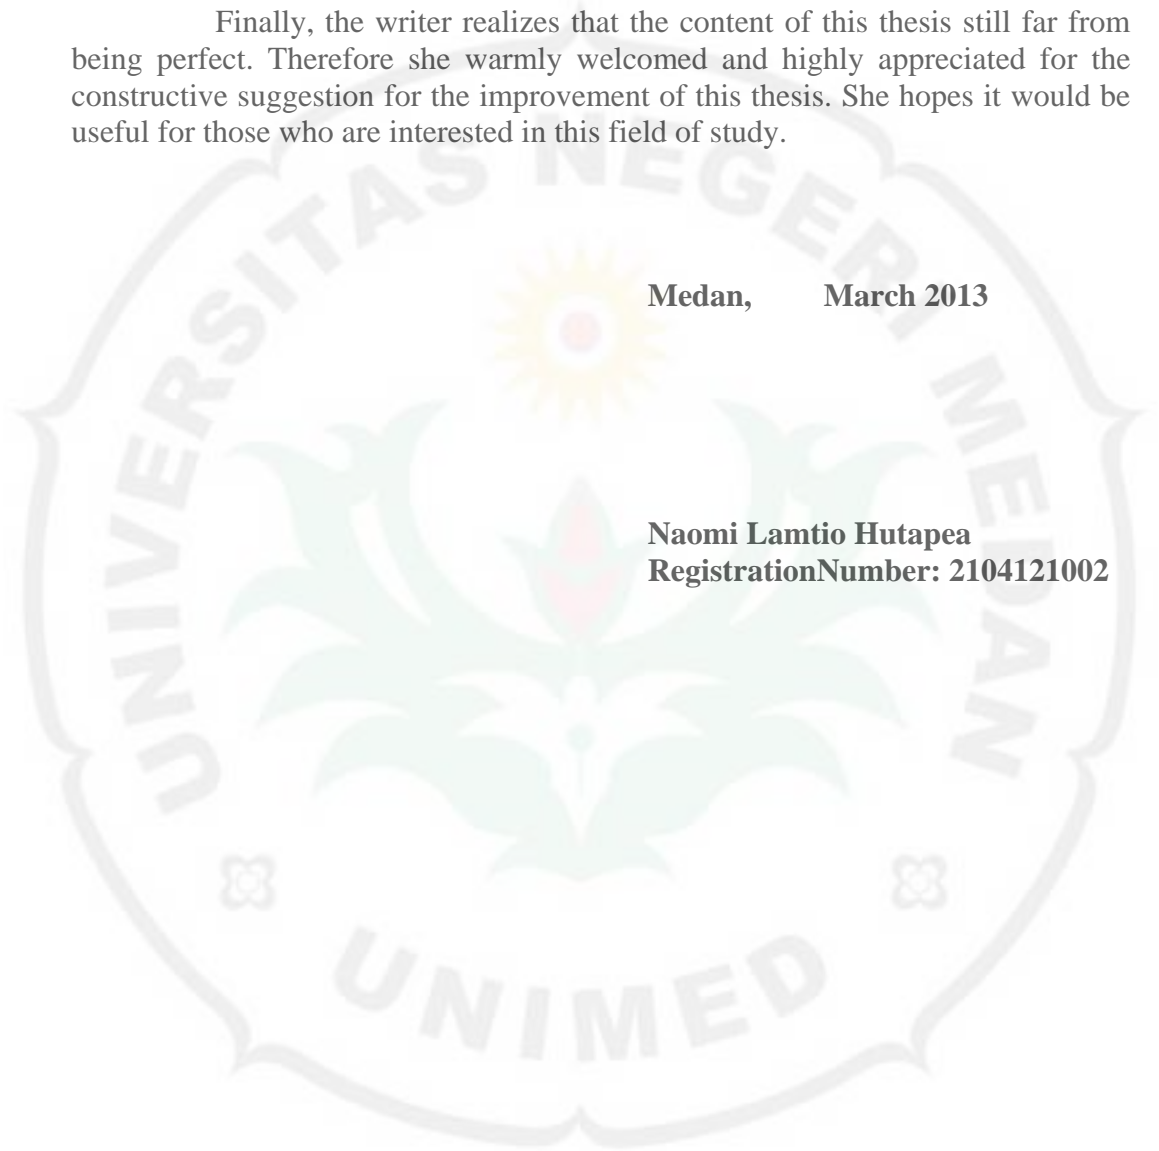 Finally, the writer realizes that the content of this thesis still far from
being perfect. Therefore she warmly welcomed and highly appreciated for the
constructive suggestion for the improvement of this thesis. She hopes it would be
useful for those who are interested in this field of study.
UNIVERSITAS NEGERI MEDAN
Medan, March 2013
Naomi Lamtio Hutapea
RegistrationNumber: 2104121002
UNIMED